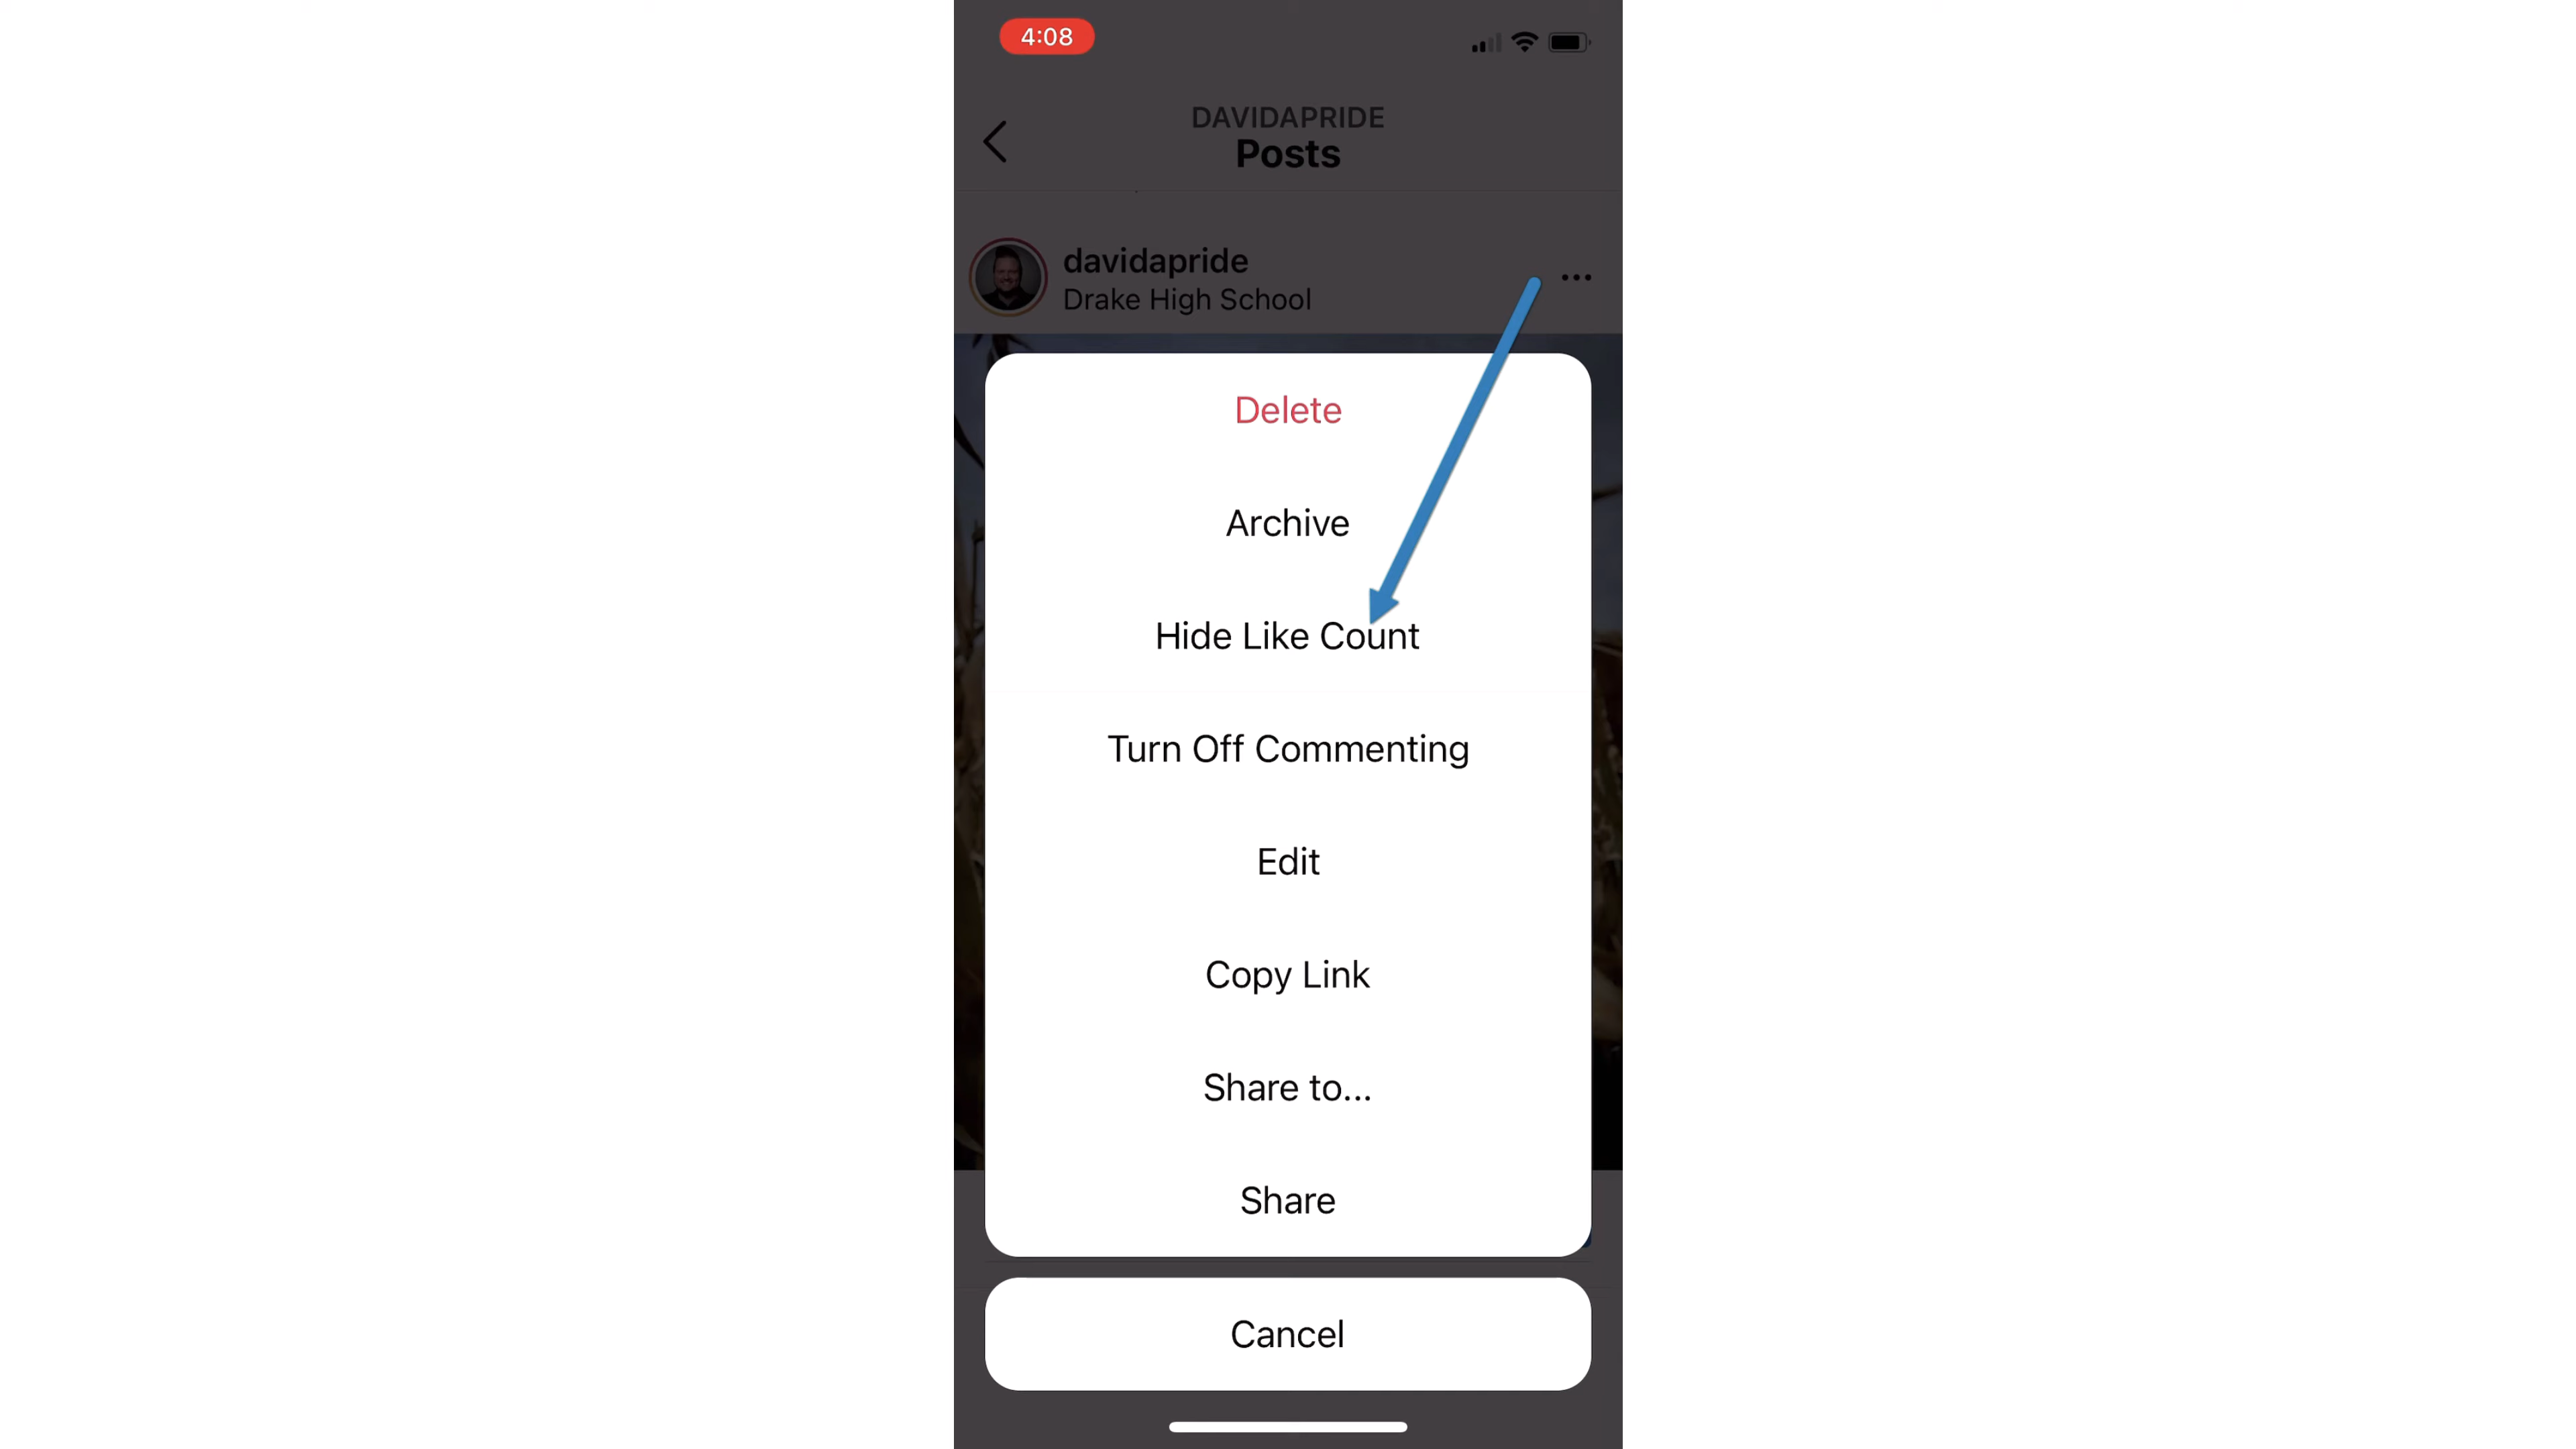 4:08
DAVIDAPRIDE
Posts
davidapride
Drake High School
Delete
Archive
Hide Like Count
Turn Off Commenting
Edit
Copy Link
Share to...
Share
Cancel